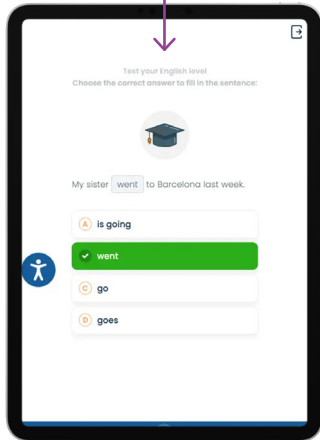 Test your English level
Choose the correct answer to fill in the sentence:
My sister went to Barcelona last week.
A is going
went
C go
D goes